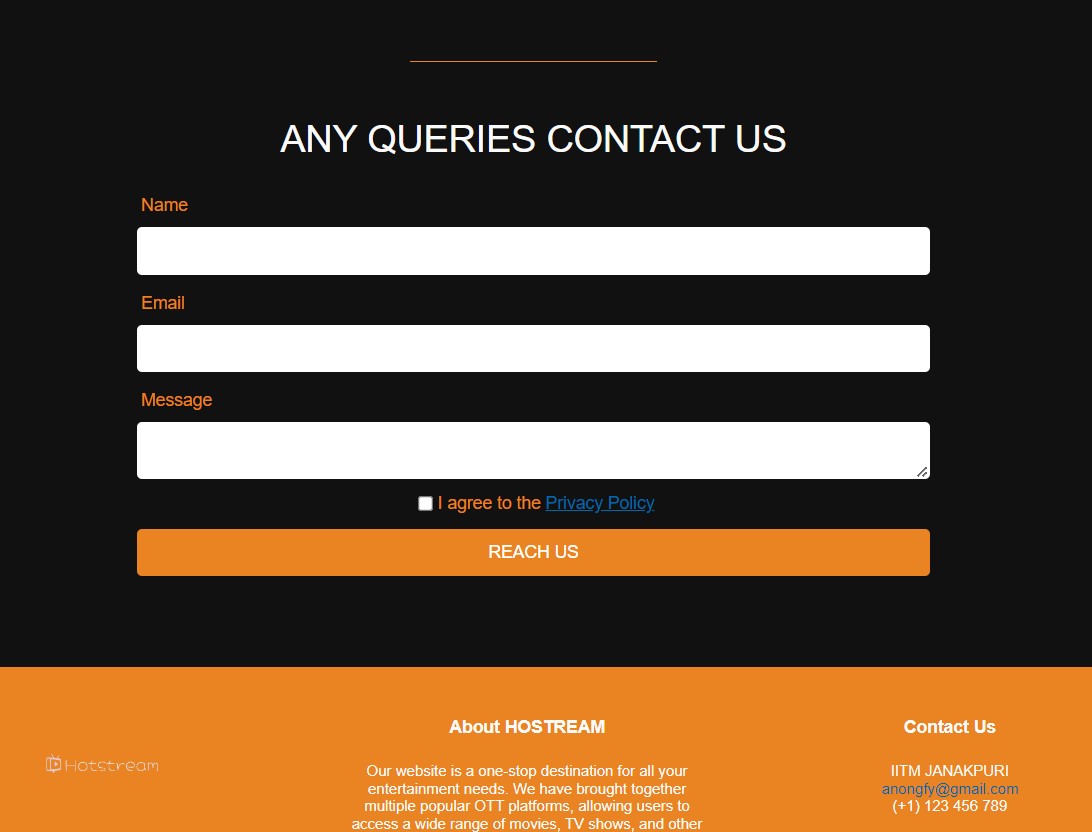 ANY QUERIES CONTACT US
Name
Email
Message
I agree to the Privacy Policy
REACH US
Hotstream
About HOSTREAM
Our website is a one-stop destination for all your
entertainment needs. We have brought together
multiple popular OTT platforms, allowing users to
access a wide range of movies, TV shows, and other
Contact Us
IITM JANAKPURI
anongfy@gmail.com
(+1) 123 456 789